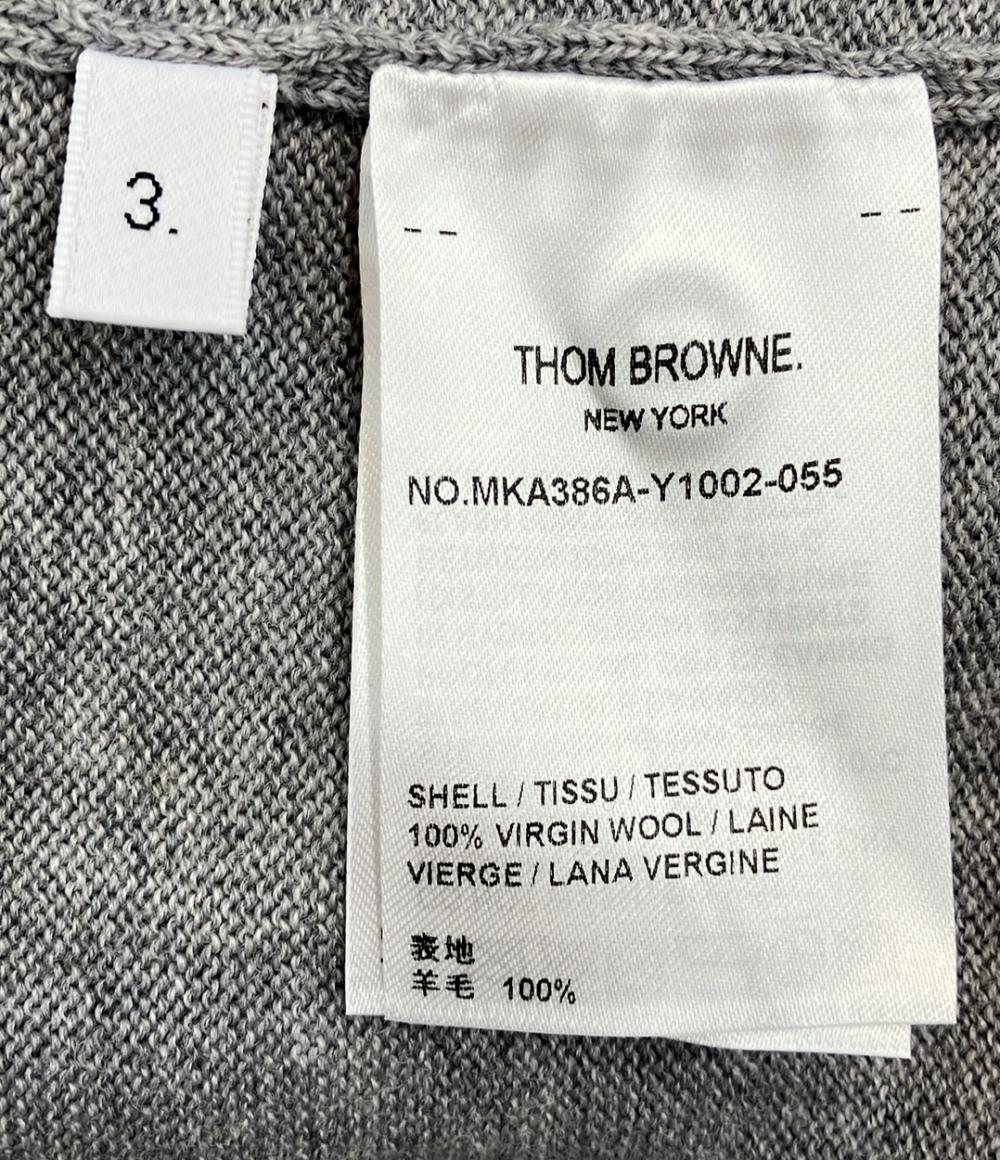 3.
THOM BROWNE.
NEW YORK
NO.MKA386A-Y1002-055
SHELL / TISSU / TESSUTO
100% VIRGIN WOOL / LAINE
VIERGE / LANA VERGINE
表地
羊毛 100%